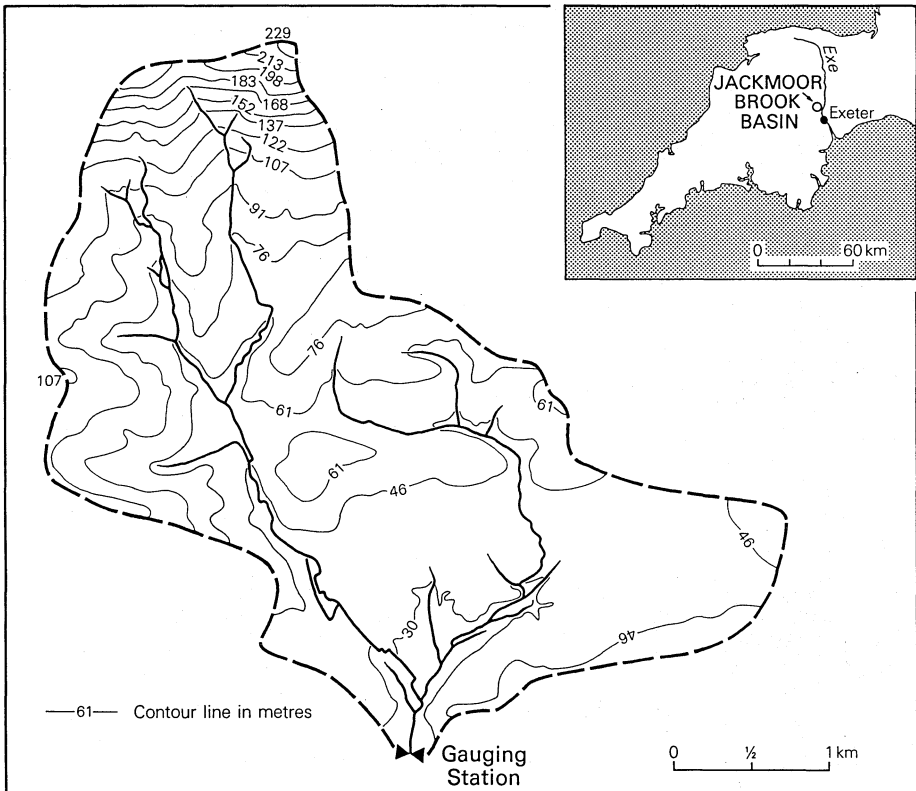 229
213
198
183
168
152
137
122
107
91
76
76
61
107
61
61
46
46
46
30
—61— Contour line in metres
Gauging
Station
0 ½ 1 km
Exe
JACKMOOR
BROOK
BASIN
Exeter
0 60 km